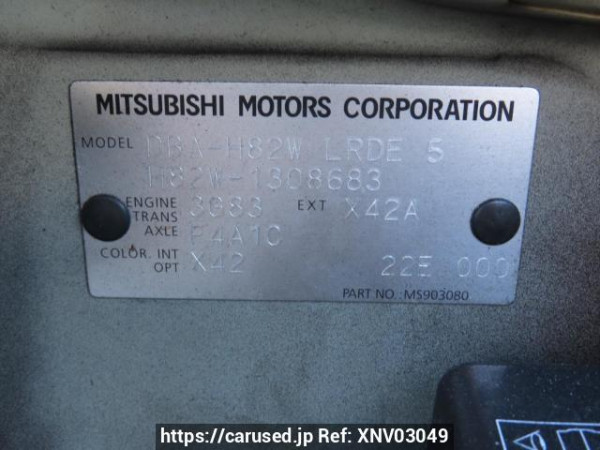 MITSUBISHI MOTORS CORPORATION
MODEL DBA-H82W LRDE 5
H82W-1308683
ENGINE 3G83 EXT X42A
TRANS
AXLE F4A1C
COLOR. INT X42
OPT 22E 000
PART NO.: MS903080
https://carused.jp Ref: XNV03049